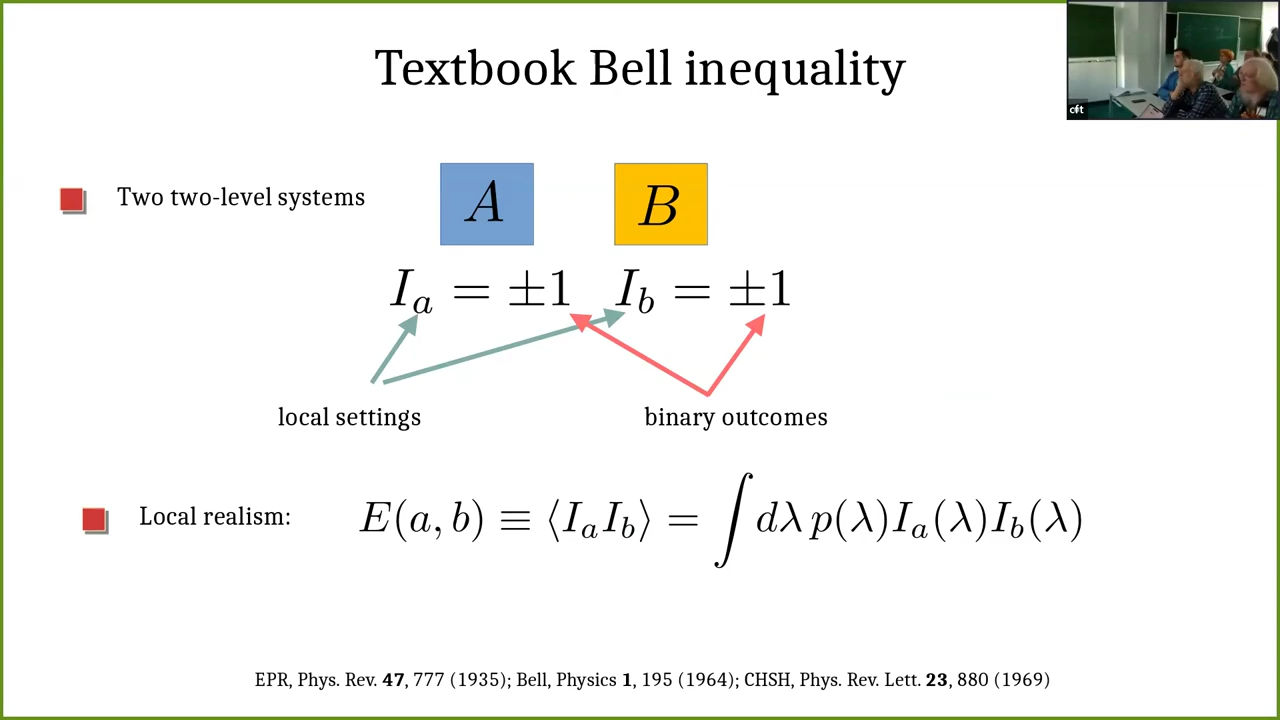 Textbook Bell inequality
cft
Two two-level systems
A B
I_a = ±1 I_b = ±1
local settings binary outcomes
Local realism: E(a, b) ≡ ⟨I_a I_b⟩ = ∫ dλ p(λ)I_a(λ)I_b(λ)
EPR, Phys. Rev. 47, 777 (1935); Bell, Physics 1, 195 (1964); CHSH, Phys. Rev. Lett. 23, 880 (1969)